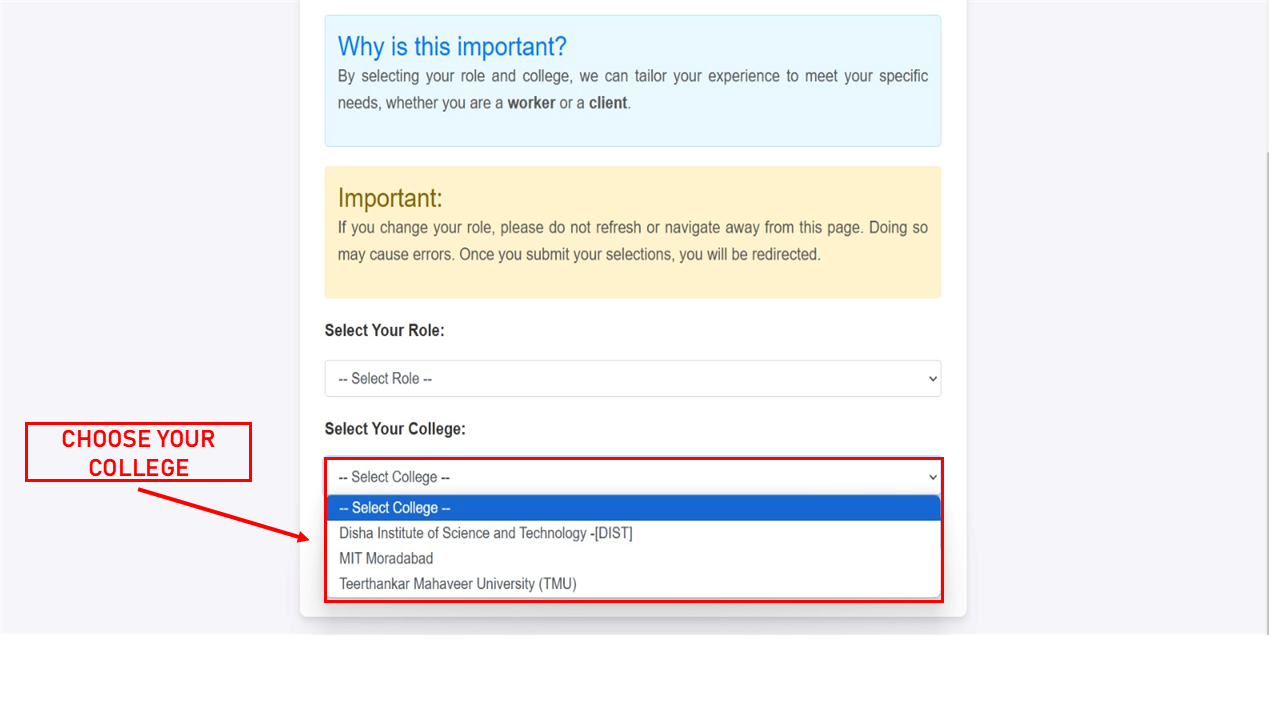 Why is this important?
By selecting your role and college, we can tailor your experience to meet your specific
needs, whether you are a worker or a client.
Important:
If you change your role, please do not refresh or navigate away from this page. Doing so
may cause errors. Once you submit your selections, you will be redirected.
Select Your Role:
-- Select Role --
Select Your College:
CHOOSE YOUR
COLLEGE
-- Select College --
-- Select College --
Disha Institute of Science and Technology -[DIST]
MIT Moradabad
Teerthankar Mahaveer University (TMU)